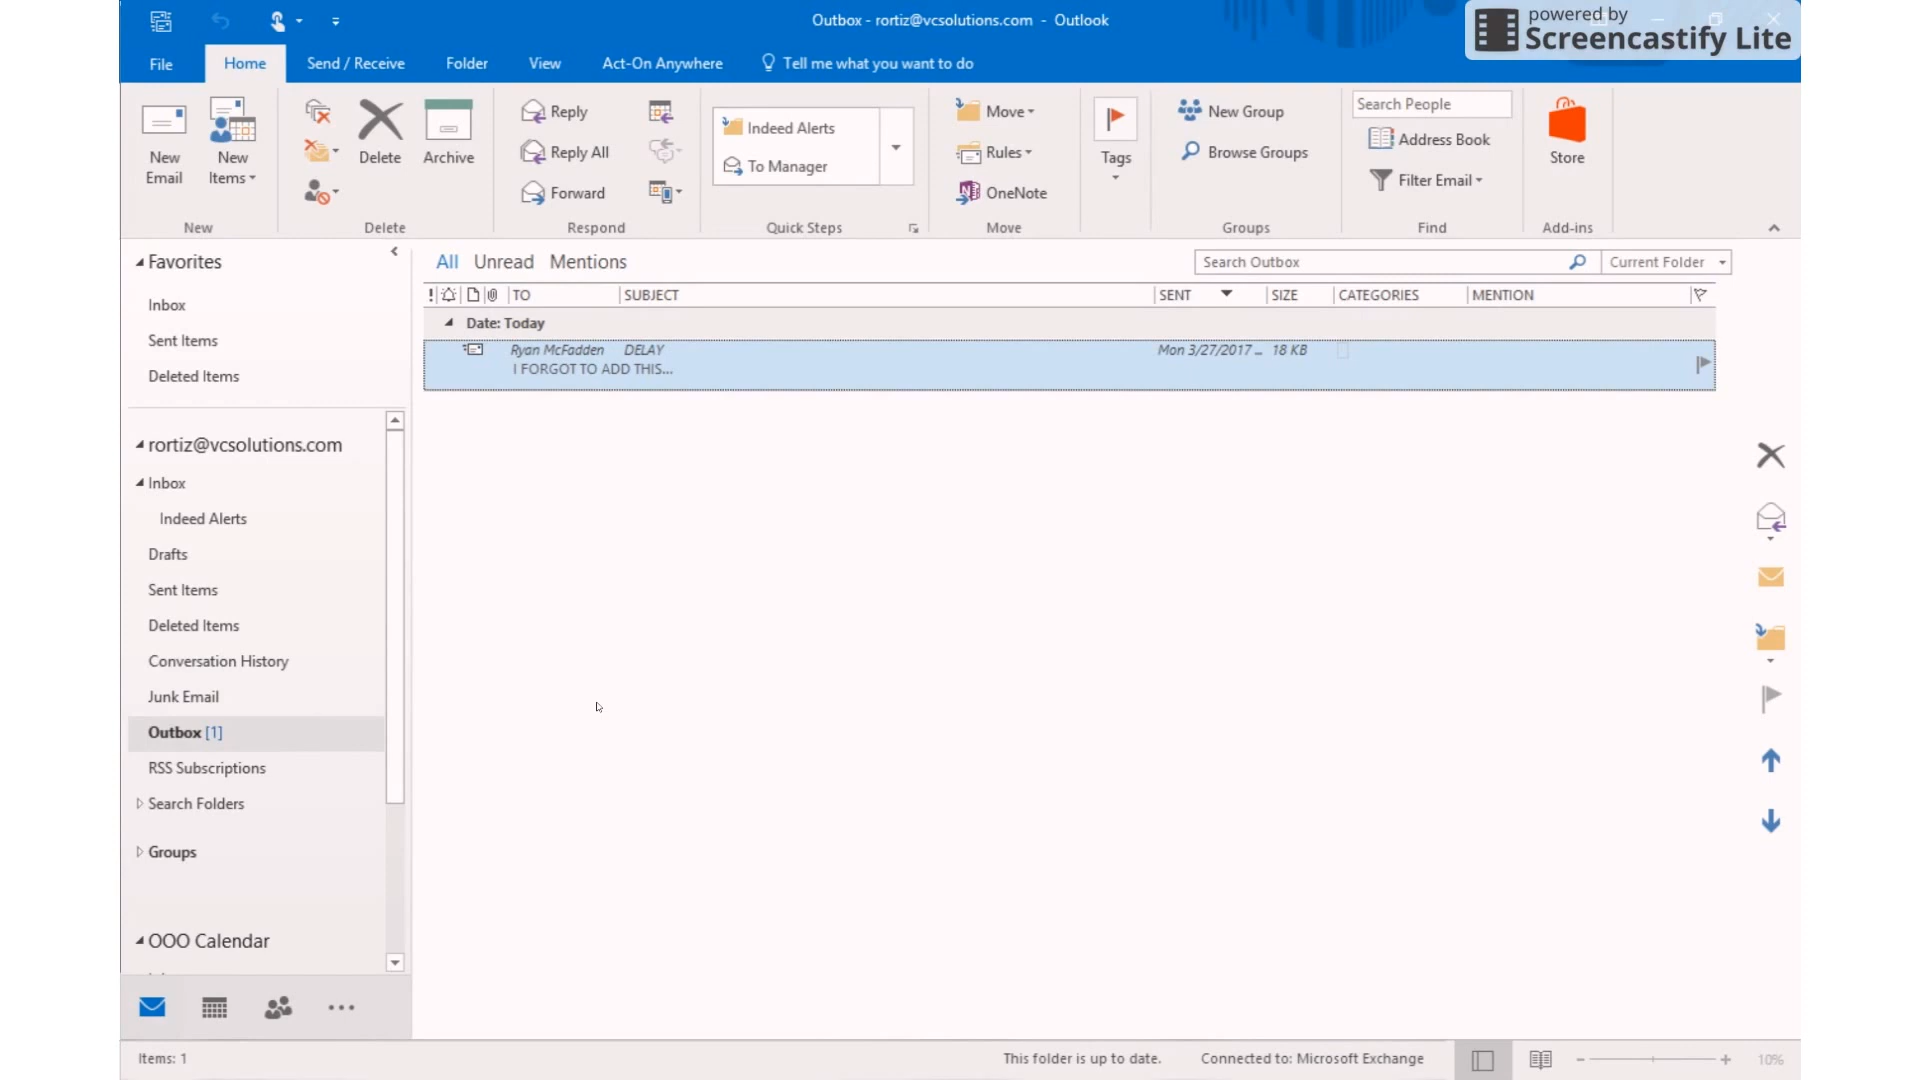 Outbox - rortiz@vcsolutions.com - Outlook
powered by
Screencastify Lite
File Home Send / Receive Folder View Act-On Anywhere Tell me what you want to do
New Email
New Items
Delete
Archive
Reply
Reply All
Forward
Indeed Alerts
To Manager
Move
Rules
OneNote
Tags
New Group
Browse Groups
Search People
Address Book
Filter Email
Store
New Delete Respond Quick Steps Move Groups Find Add-ins
Favorites
Inbox
Sent Items
Deleted Items
rortiz@vcsolutions.com
Inbox
Indeed Alerts
Drafts
Sent Items
Deleted Items
Conversation History
Junk Email
Outbox [1]
RSS Subscriptions
Search Folders
Groups
OOO Calendar
All Unread Mentions
Search Outbox
Current Folder
! TO SUBJECT SENT SIZE CATEGORIES MENTION
Date: Today
Ryan McFadden DELAY Mon 3/27/2017 ... 18 KB
I FORGOT TO ADD THIS...
Items: 1
This folder is up to date. Connected to: Microsoft Exchange
10%